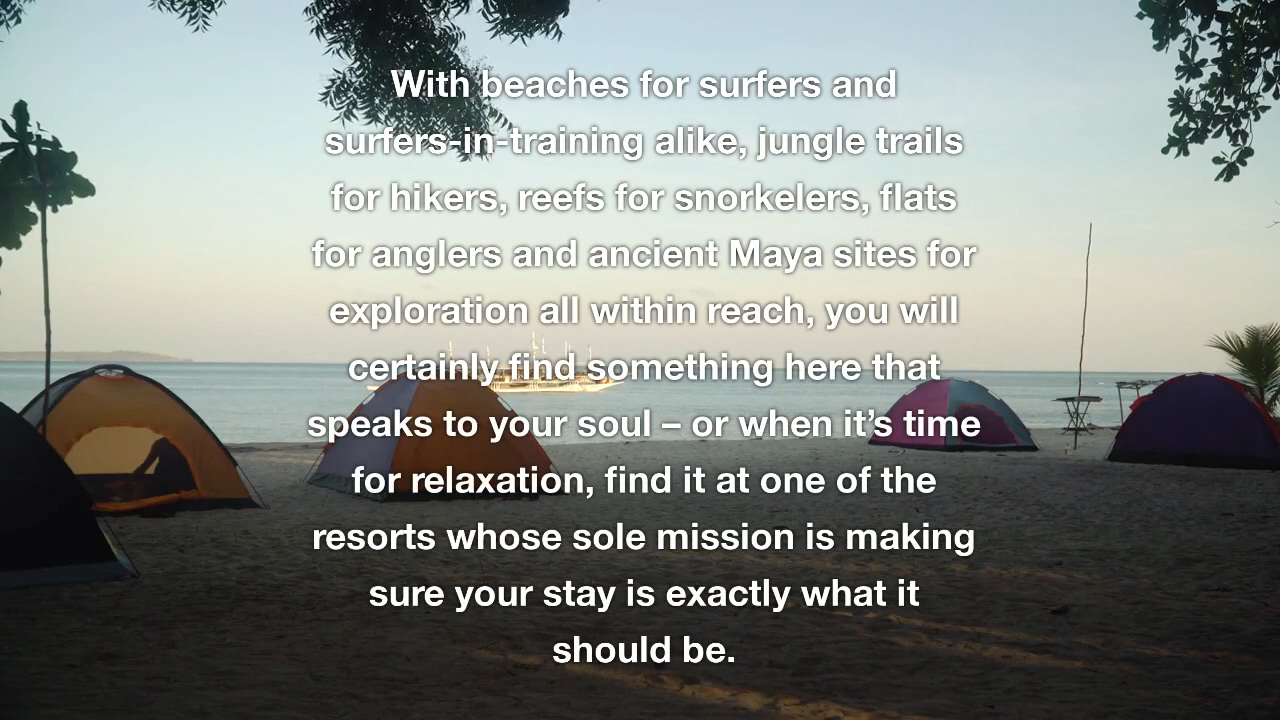 With beaches for surfers and
surfers-in-training alike, jungle trails
for hikers, reefs for snorkelers, flats
for anglers and ancient Maya sites for
exploration all within reach, you will
certainly find something here that
speaks to your soul – or when it’s time
for relaxation, find it at one of the
resorts whose sole mission is making
sure your stay is exactly what it
should be.